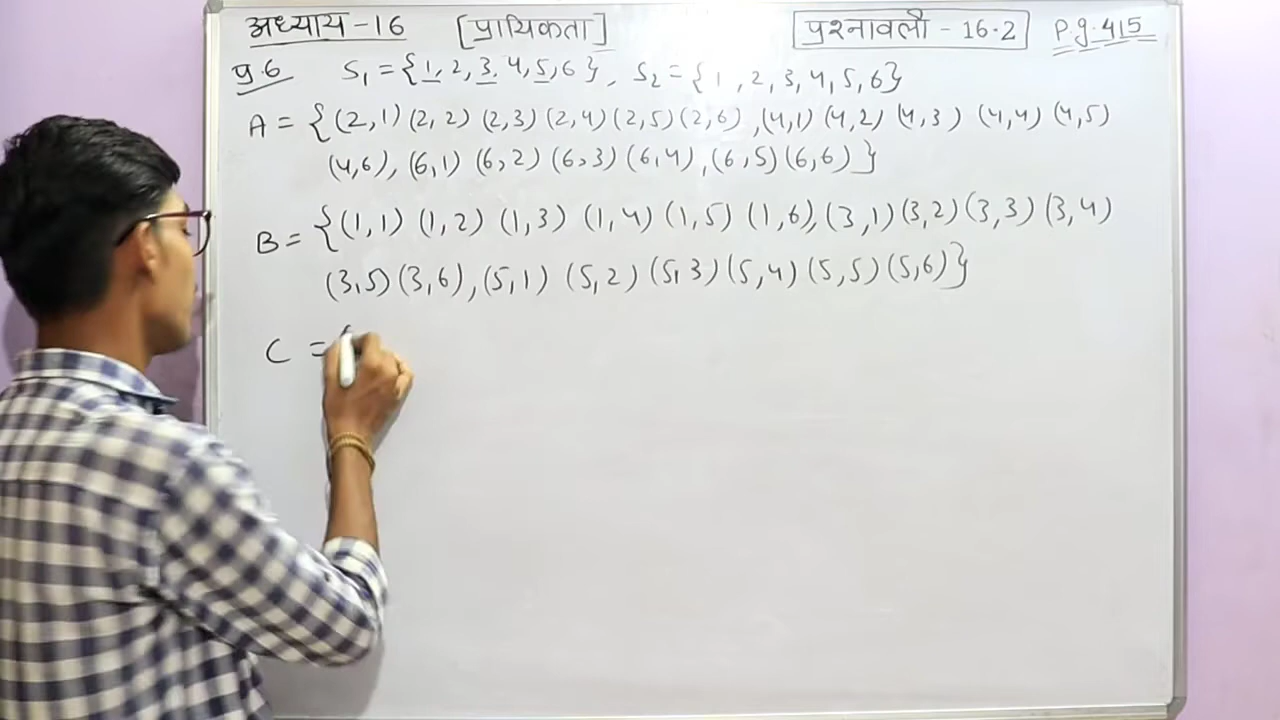 अध्याय-16 [प्रायिकता] प्रश्नावली - 16.2 P.g. 415
प्र.6 S₁ = {1, 2, 3, 4, 5, 6}, S₂ = {1, 2, 3, 4, 5, 6}
A = {(2,1) (2,2) (2,3) (2,4) (2,5) (2,6), (4,1) (4,2) (4,3) (4,4) (4,5)
(4,6), (6,1) (6,2) (6,3) (6,4), (6,5) (6,6)}
B = {(1,1) (1,2) (1,3) (1,4) (1,5) (1,6), (3,1) (3,2) (3,3) (3,4)
(3,5) (3,6), (5,1) (5,2) (5,3) (5,4) (5,5) (5,6)}
C = {